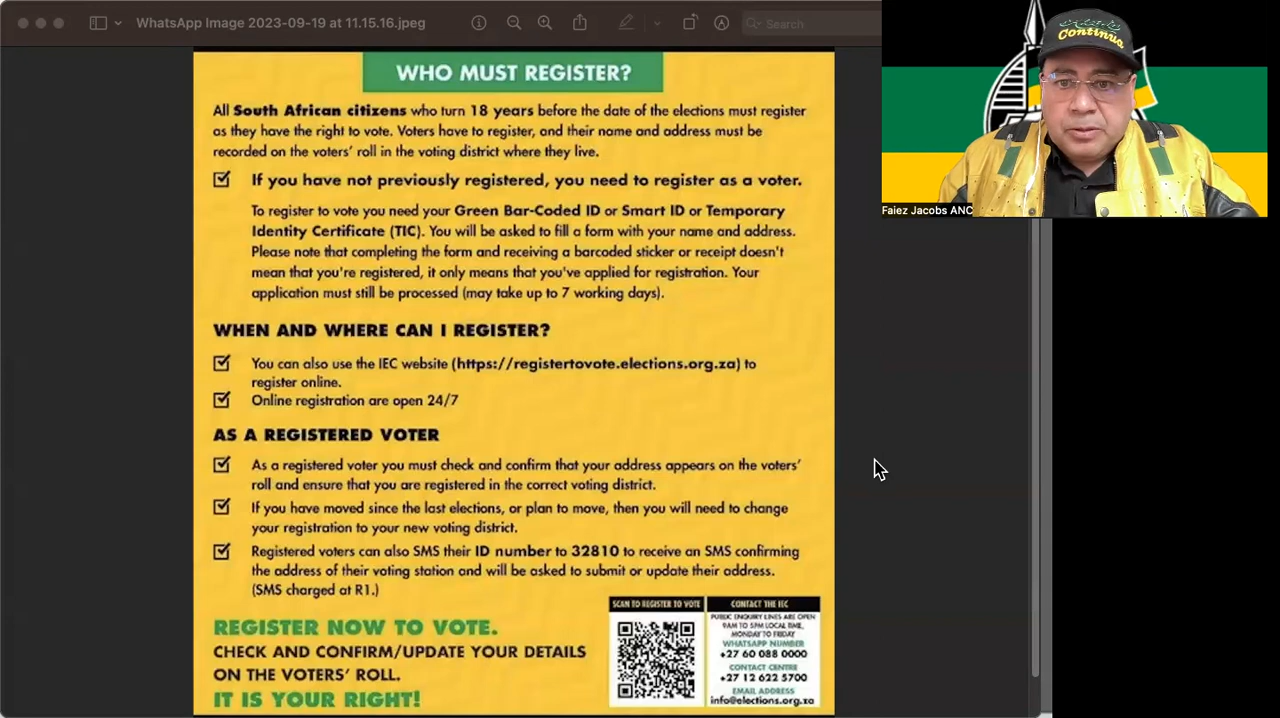 WhatsApp Image 2023-09-19 at 11.15.16.jpeg
Search
WHO MUST REGISTER?
All South African citizens who turn 18 years before the date of the elections must register
as they have the right to vote. Voters have to register, and their name and address must be
recorded on the voters' roll in the voting district where they live.
If you have not previously registered, you need to register as a voter.
To register to vote you need your Green Bar-Coded ID or Smart ID or Temporary
Identity Certificate (TIC). You will be asked to fill a form with your name and address.
Please note that completing the form and receiving a barcoded sticker or receipt doesn't
mean that you're registered, it only means that you've applied for registration. Your
application must still be processed (may take up to 7 working days).
WHEN AND WHERE CAN I REGISTER?
You can also use the IEC website (https://registertovote.elections.org.za) to
register online.
Online registration are open 24/7
AS A REGISTERED VOTER
As a registered voter you must check and confirm that your address appears on the voters'
roll and ensure that you are registered in the correct voting district.
If you have moved since the last elections, or plan to move, then you will need to change
your registration to your new voting district.
Registered voters can also SMS their ID number to 32810 to receive an SMS confirming
the address of their voting station and will be asked to submit or update their address.
(SMS charged at R1.)
REGISTER NOW TO VOTE.
CHECK AND CONFIRM/UPDATE YOUR DETAILS
ON THE VOTERS' ROLL.
IT IS YOUR RIGHT!
SCAN TO REGISTER TO VOTE
CONTACT THE IEC
PUBLIC ENQUIRY LINES ARE OPEN
9AM TO 5PM LOCAL TIME,
MONDAY TO FRIDAY
WHATSAPP NUMBER
+27 60 088 0000
CONTACT CENTRE
+27 12 622 5700
EMAIL ADDRESS
info@elections.org.za
Continua
Faiez Jacobs ANC